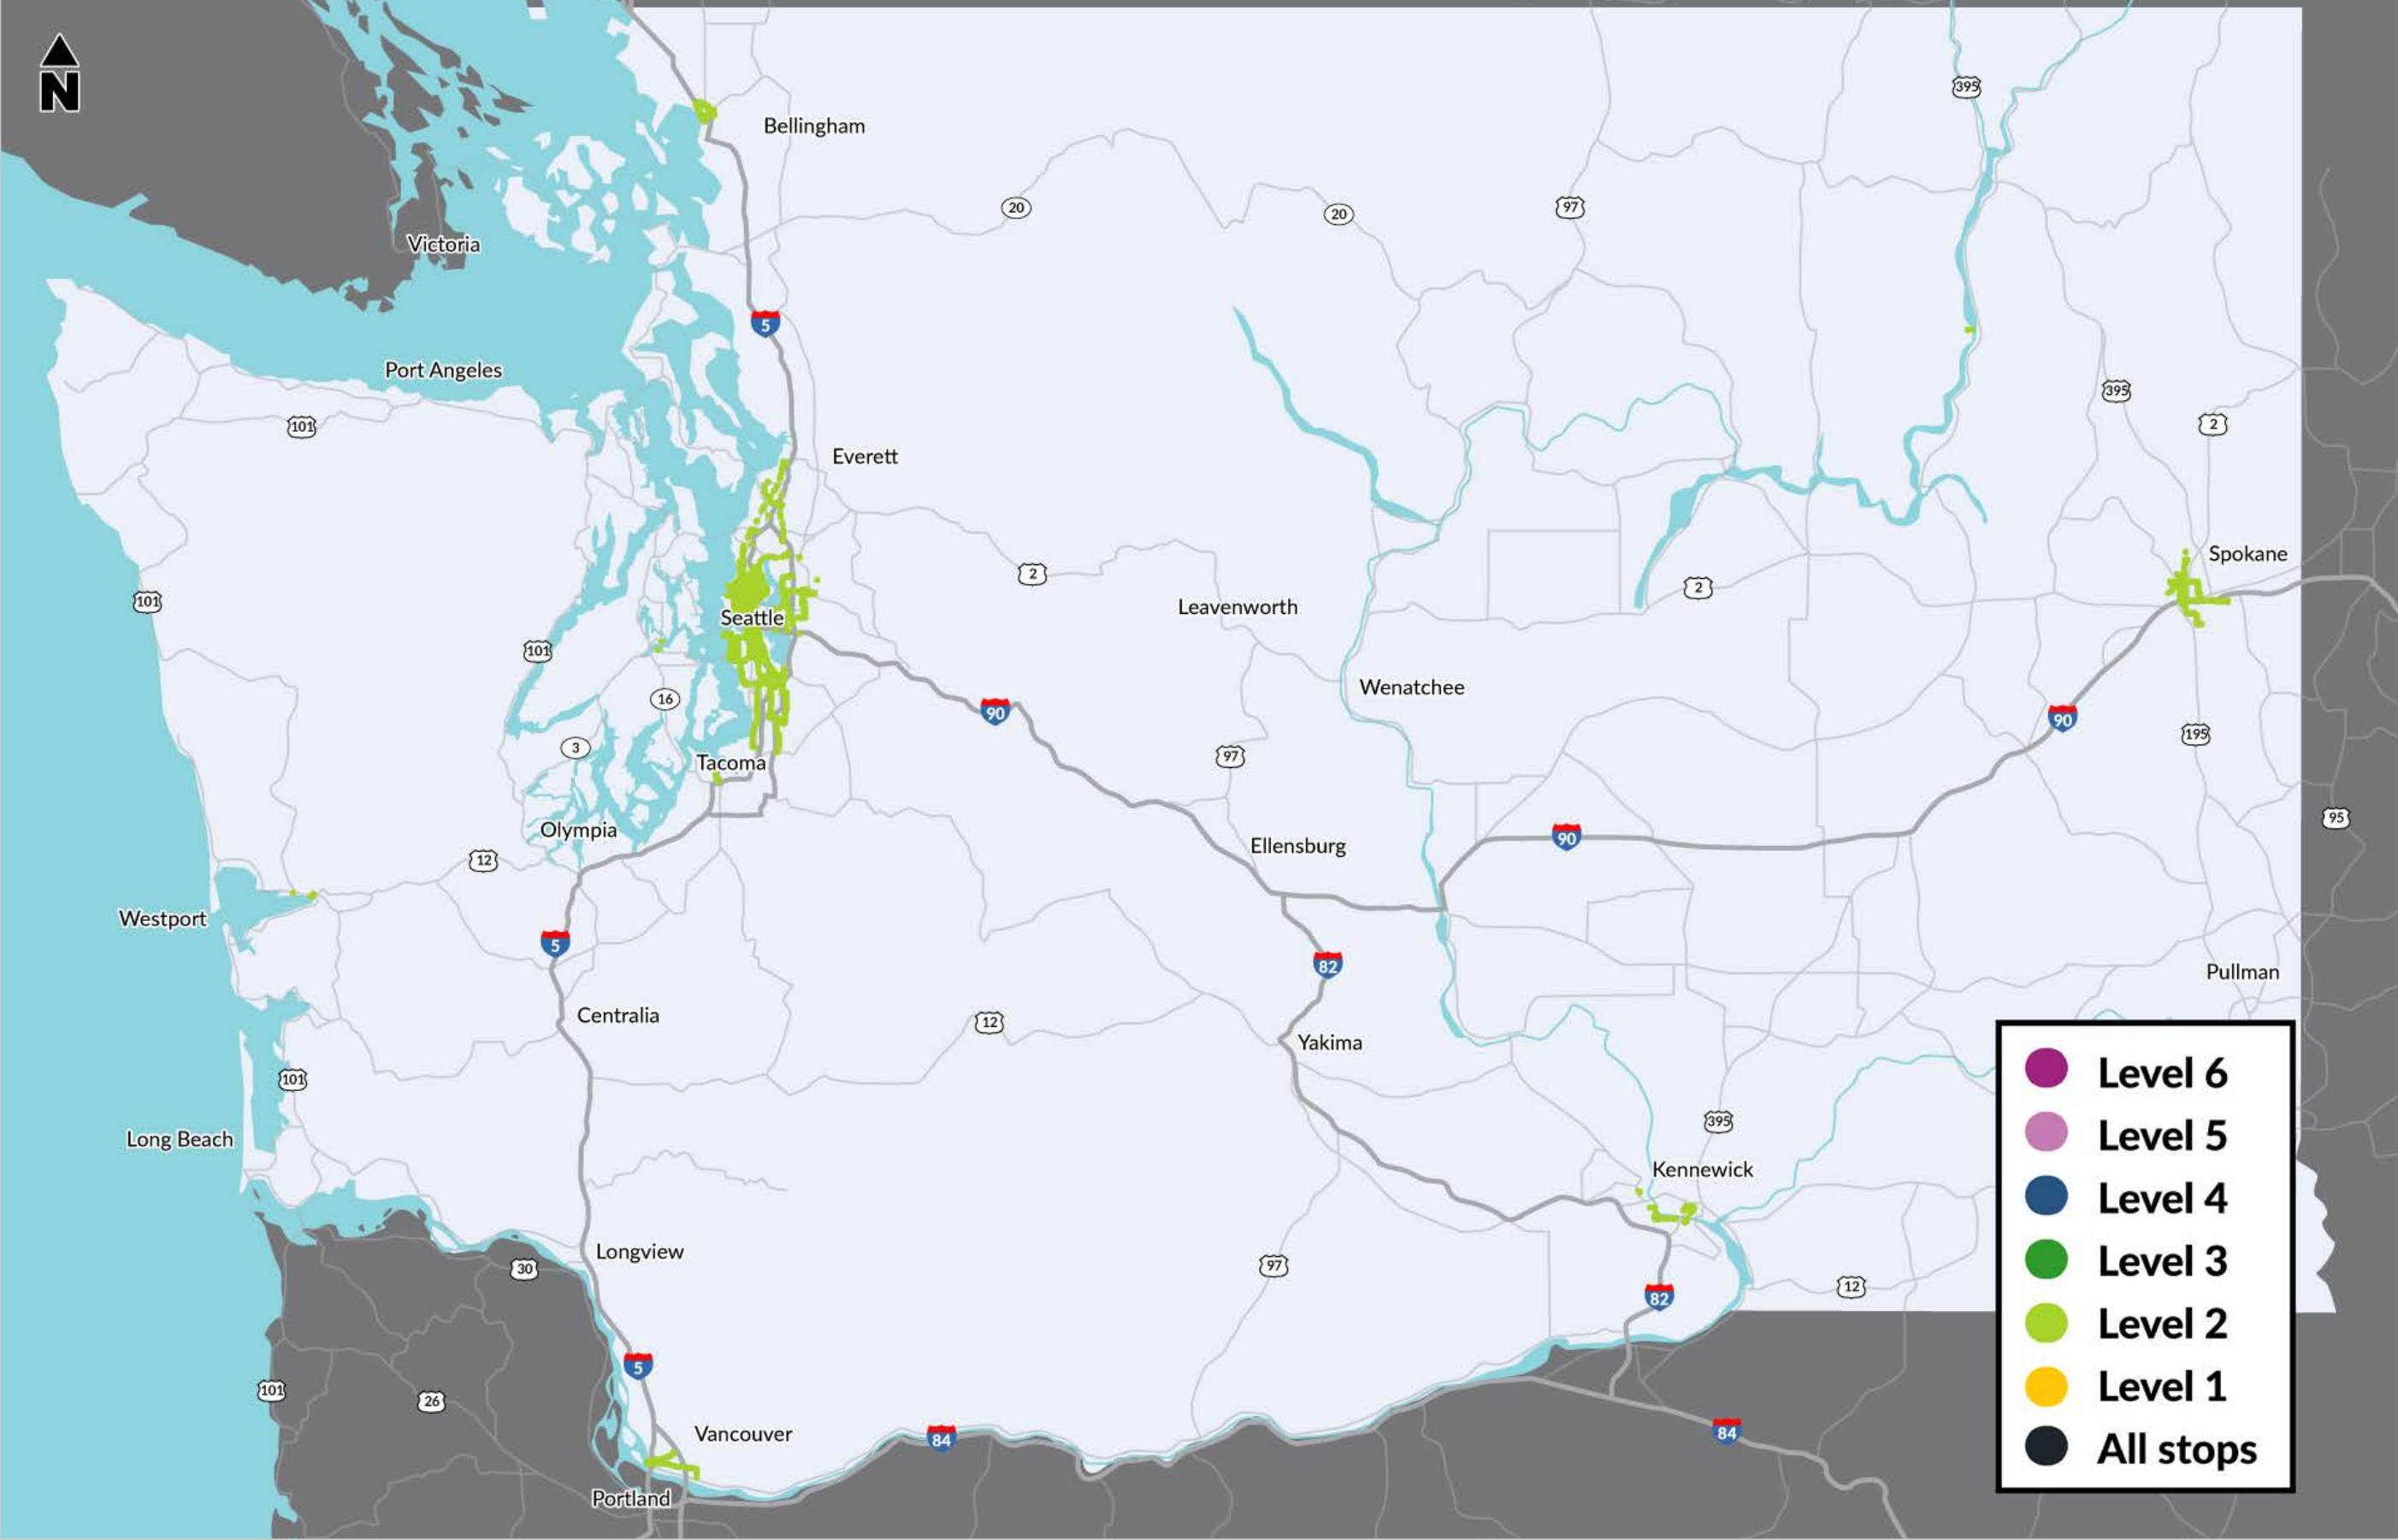 N
395
Bellingham
20
20
97
Victoria
5
Port Angeles
395
101
2
Everett
Spokane
2
2
101
Leavenworth
Seattle
101
Wenatchee
16
90
90
195
3
97
Tacoma
95
Olympia
90
Ellensburg
12
Westport
5
82
Pullman
Centralia
12
Yakima
101
Level 6
395
Level 5
Long Beach
Kennewick
Level 4
Longview
30
97
Level 3
12
82
Level 2
5
101
26
Level 1
Vancouver
84
84
All stops
Portland